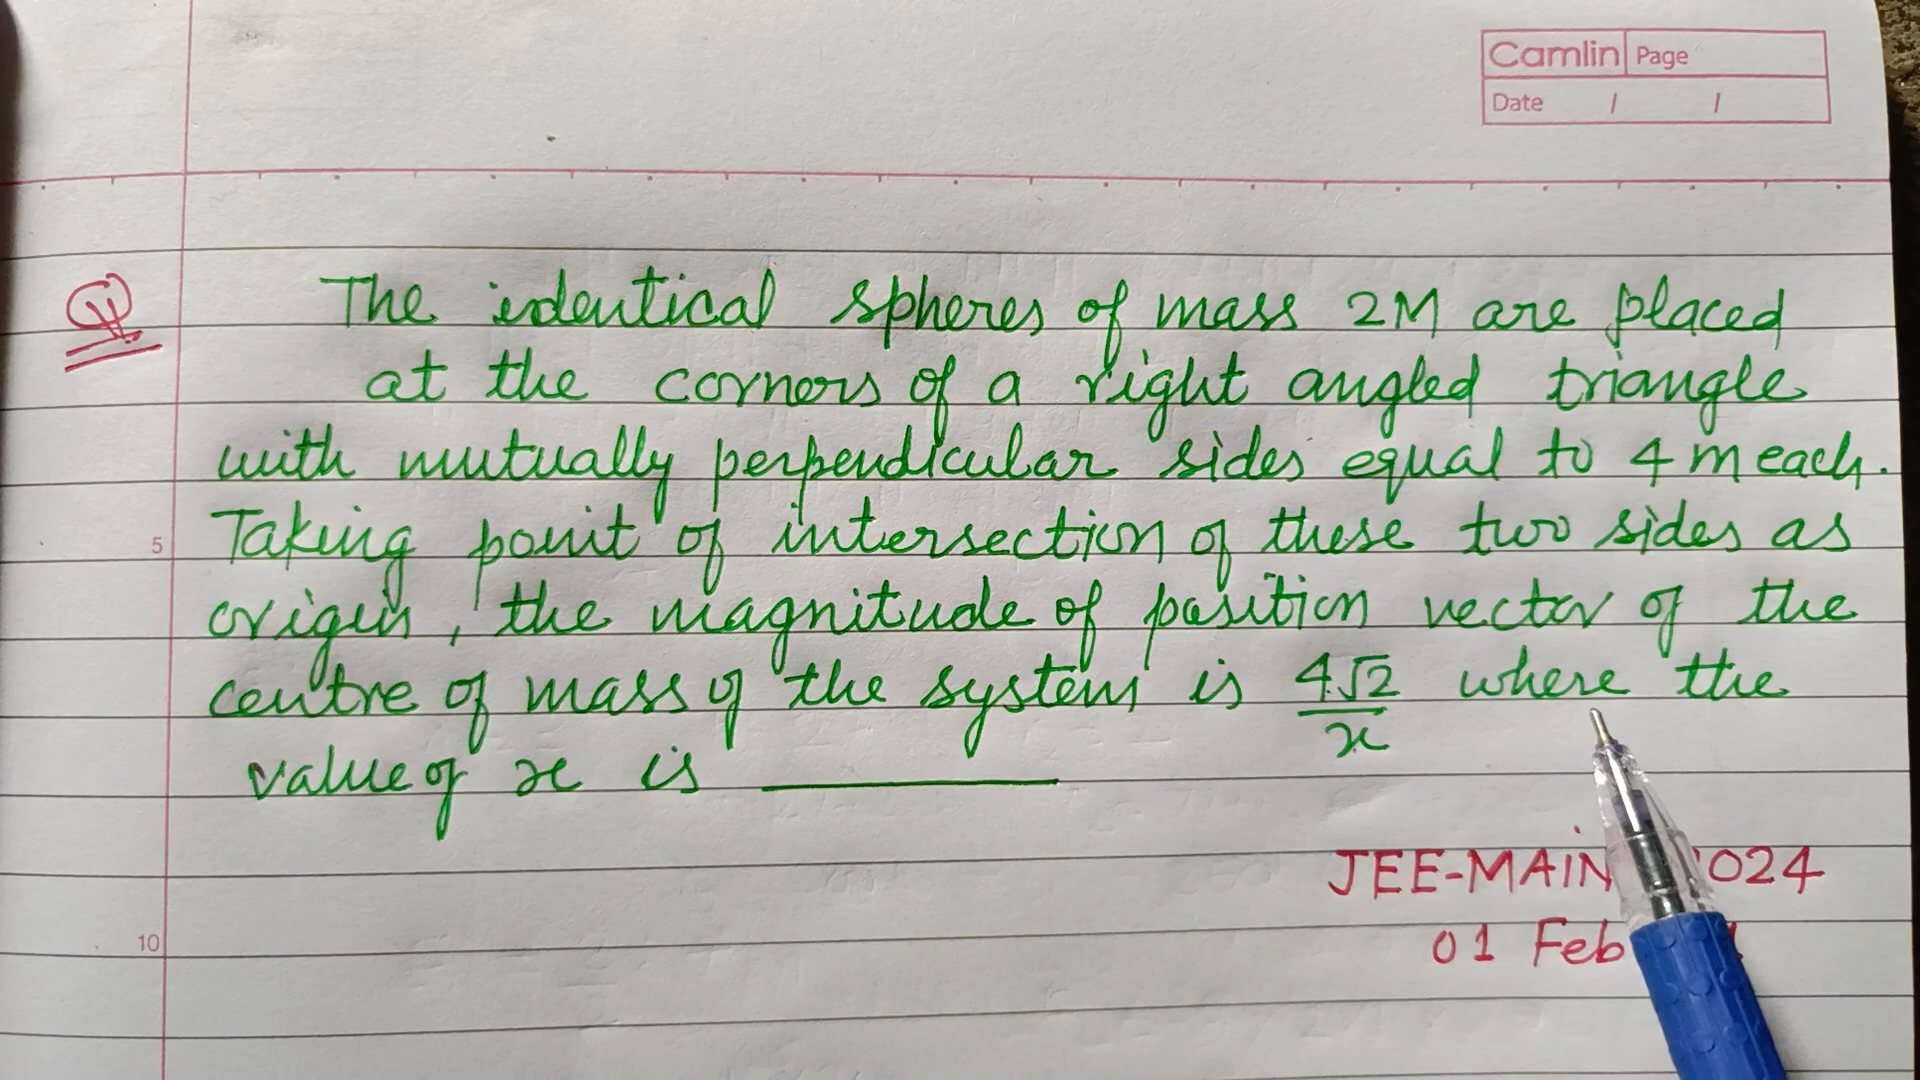 Camlin Page
Date / /
Q
The identical spheres of mass 2M are placed
at the corners of a right angled triangle
with mutually perpendicular sides equal to 4 m each.
5 Taking point of intersection of these two sides as
origin, the magnitude of position vector of the
centre of mass of the system is 4√2/x where the
value of x is ________
JEE-MAIN 2024
10 01 Feb